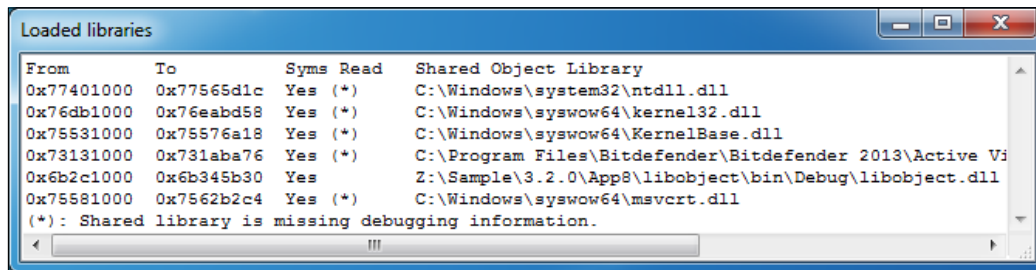 Loaded libraries
From To Syms Read Shared Object Library
0x77401000 0x77565d1c Yes (*) C:\Windows\system32\ntdll.dll
0x76db1000 0x76eabd58 Yes (*) C:\Windows\syswow64\kernel32.dll
0x75531000 0x75576a18 Yes (*) C:\Windows\syswow64\KernelBase.dll
0x73131000 0x731aba76 Yes (*) C:\Program Files\Bitdefender\Bitdefender 2013\Active Vi
0x6b2c1000 0x6b345b30 Yes Z:\Sample\3.2.0\App8\libobject\bin\Debug\libobject.dll
0x75581000 0x7562b2c4 Yes (*) C:\Windows\syswow64\msvcrt.dll
(*): Shared library is missing debugging information.